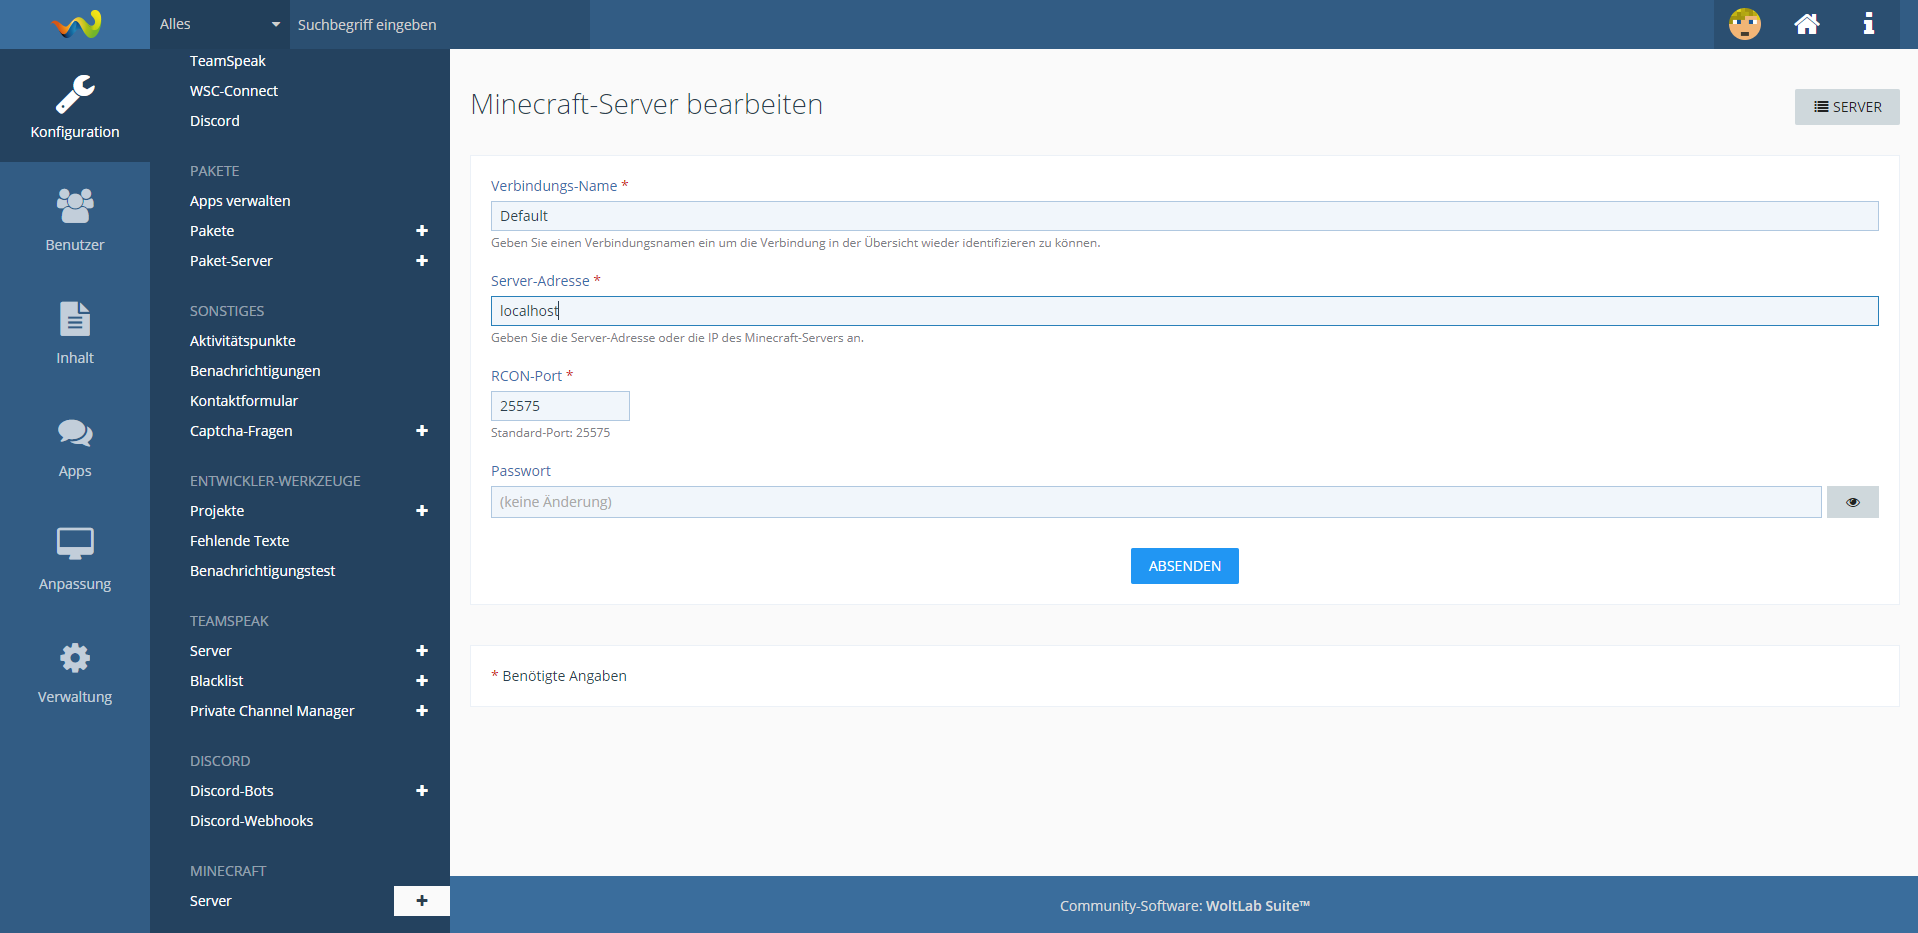 Alles
Suchbegriff eingeben
Konfiguration
Benutzer
Inhalt
Apps
Anpassung
Verwaltung
TeamSpeak
WSC-Connect
Discord
PAKETE
Apps verwalten
Pakete
Paket-Server
SONSTIGES
Aktivitätspunkte
Benachrichtigungen
Kontaktformular
Captcha-Fragen
ENTWICKLER-WERKZEUGE
Projekte
Fehlende Texte
Benachrichtigungstest
TEAMSPEAK
Server
Blacklist
Private Channel Manager
DISCORD
Discord-Bots
Discord-Webhooks
MINECRAFT
Server
Minecraft-Server bearbeiten
SERVER
Verbindungs-Name *
Default
Geben Sie einen Verbindungsnamen ein um die Verbindung in der Übersicht wieder identifizieren zu können.
Server-Adresse *
localhost
Geben Sie die Server-Adresse oder die IP des Minecraft-Servers an.
RCON-Port *
25575
Standard-Port: 25575
Passwort
(keine Änderung)
ABSENDEN
* Benötigte Angaben
Community-Software: WoltLab Suite™